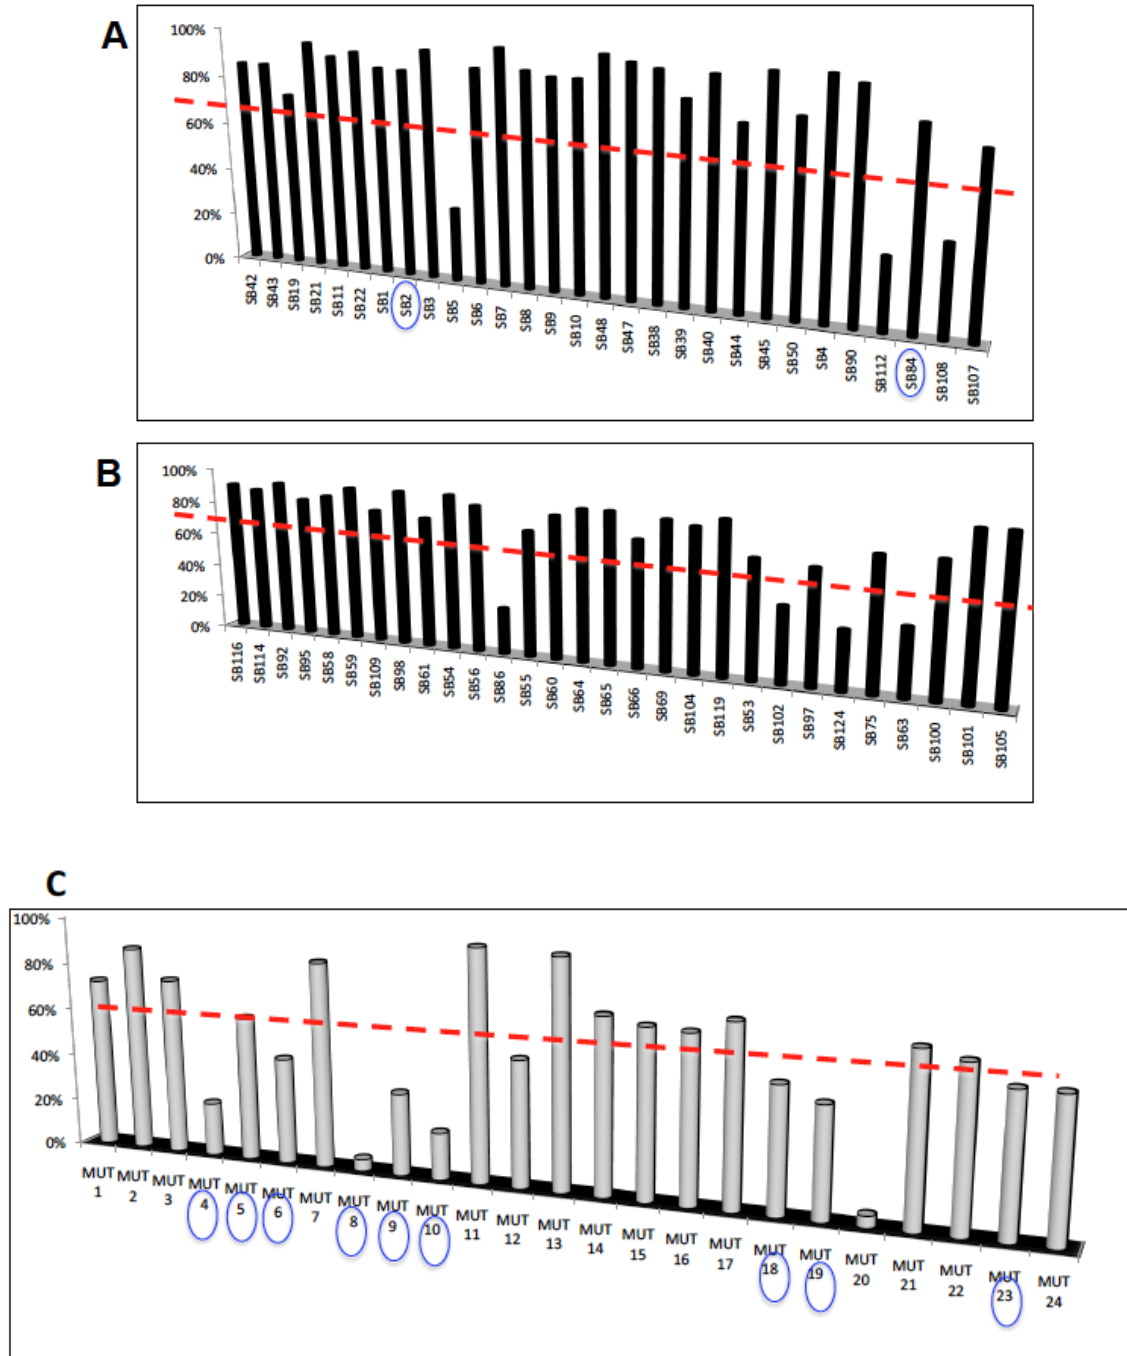 A
100%
80%
60%
40%
20%
0%
SB42
SB43
SB19
SB21
SB11
SB22
SB1
SB2
SB3
SB5
SB6
SB7
SB8
SB9
SB10
SB48
SB47
SB38
SB39
SB40
SB44
SB45
SB50
SB4
SB90
SB112
SB84
SB108
SB107
B
100%
80%
60%
40%
20%
0%
SB116
SB114
SB92
SB95
SB58
SB59
SB109
SB98
SB61
SB54
SB56
SB86
SB55
SB60
SB64
SB65
SB66
SB69
SB104
SB119
SB53
SB102
SB97
SB124
SB75
SB63
SB100
SB101
SB105
C
100%
80%
60%
40%
20%
0%
MUT
1
MUT
2
MUT
3
MUT
4
MUT
5
MUT
6
MUT
7
MUT
8
MUT
9
MUT
10
MUT
11
MUT
12
MUT
13
MUT
14
MUT
15
MUT
16
MUT
17
MUT
18
MUT
19
MUT
20
MUT
21
MUT
22
MUT
23
MUT
24